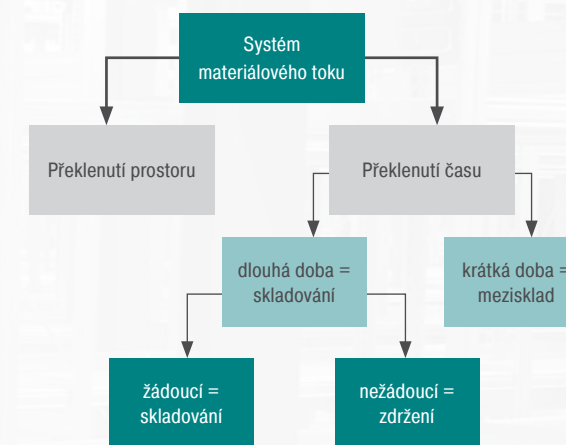 Systém
materiálového toku
Překlenutí prostoru
Překlenutí času
dlouhá doba =
skladování
krátká doba =
mezisklad
žádoucí =
skladování
nežádoucí =
zdržení